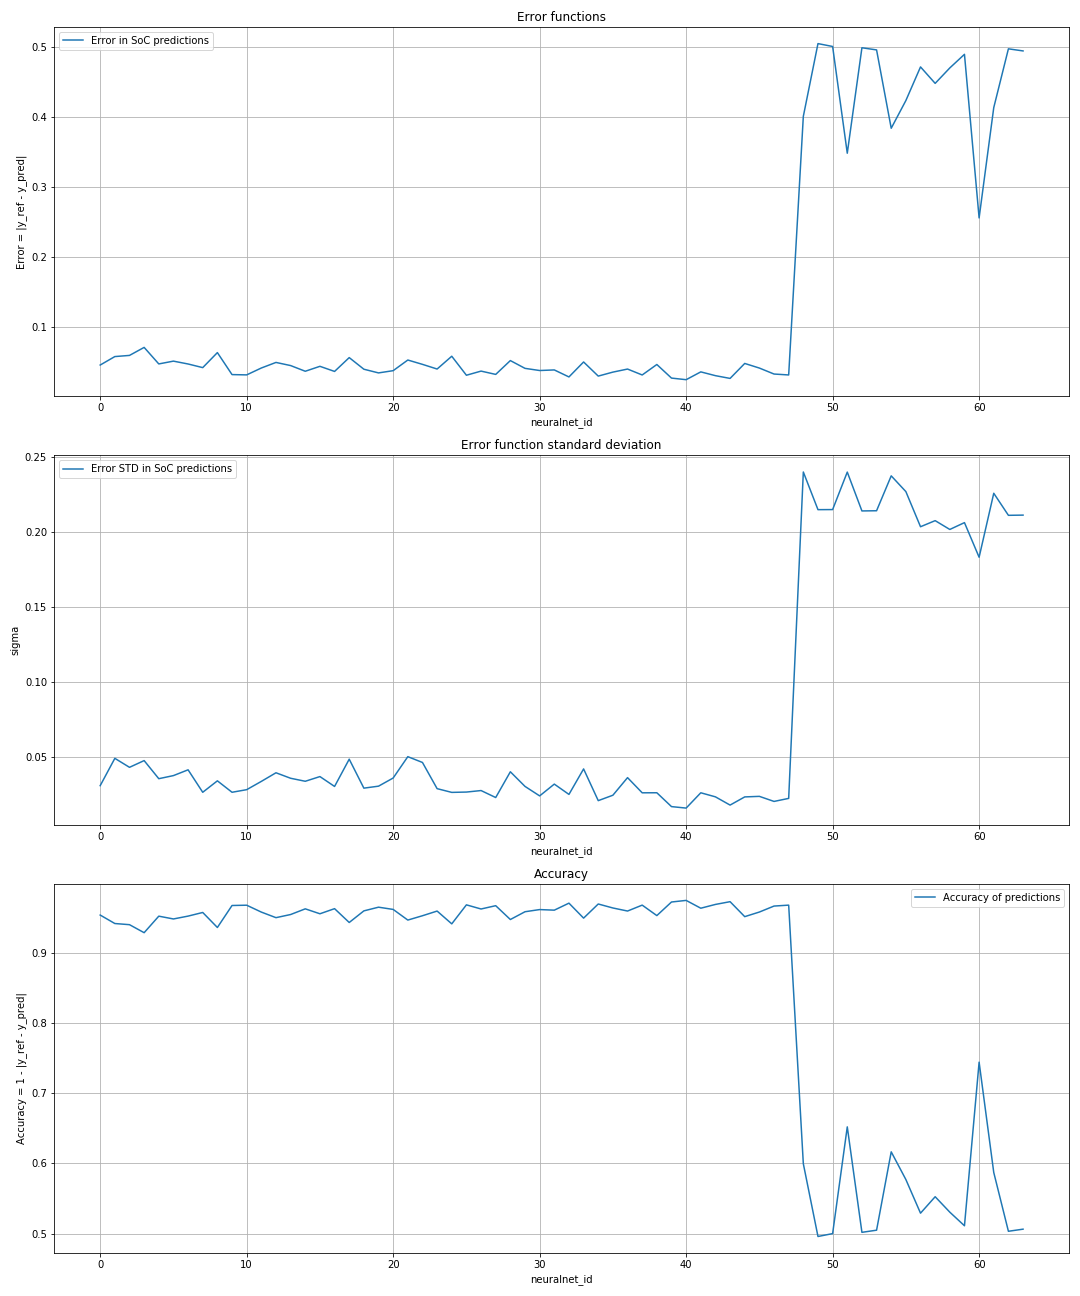 Error functions
Error in SoC predictions
0.5
0.4
0.3
0.2
0.1
Error = |y_ref - y_pred|
0 10 20 30 40 50 60
neuralnet_id
Error function standard deviation
Error STD in SoC predictions
0.25
0.20
0.15
0.10
0.05
sigma
0 10 20 30 40 50 60
neuralnet_id
Accuracy
Accuracy of predictions
0.9
0.8
0.7
0.6
0.5
Accuracy = 1 - |y_ref - y_pred|
0 10 20 30 40 50 60
neuralnet_id